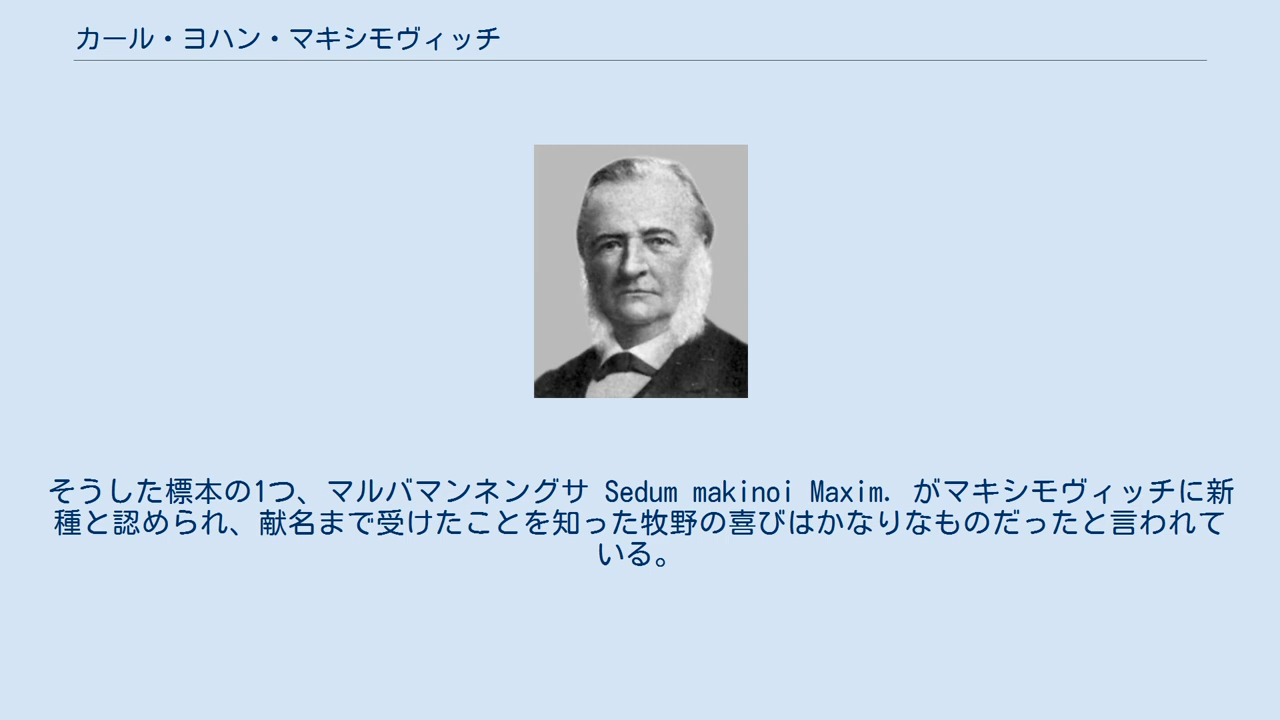 カール・ヨハン・マキシモヴィッチ
そうした標本の1つ、マルバマンネングサ Sedum makinoi Maxim. がマキシモヴィッチに新
種と認められ、献名まで受けたことを知った牧野の喜びはかなりなものだったと言われて
いる。